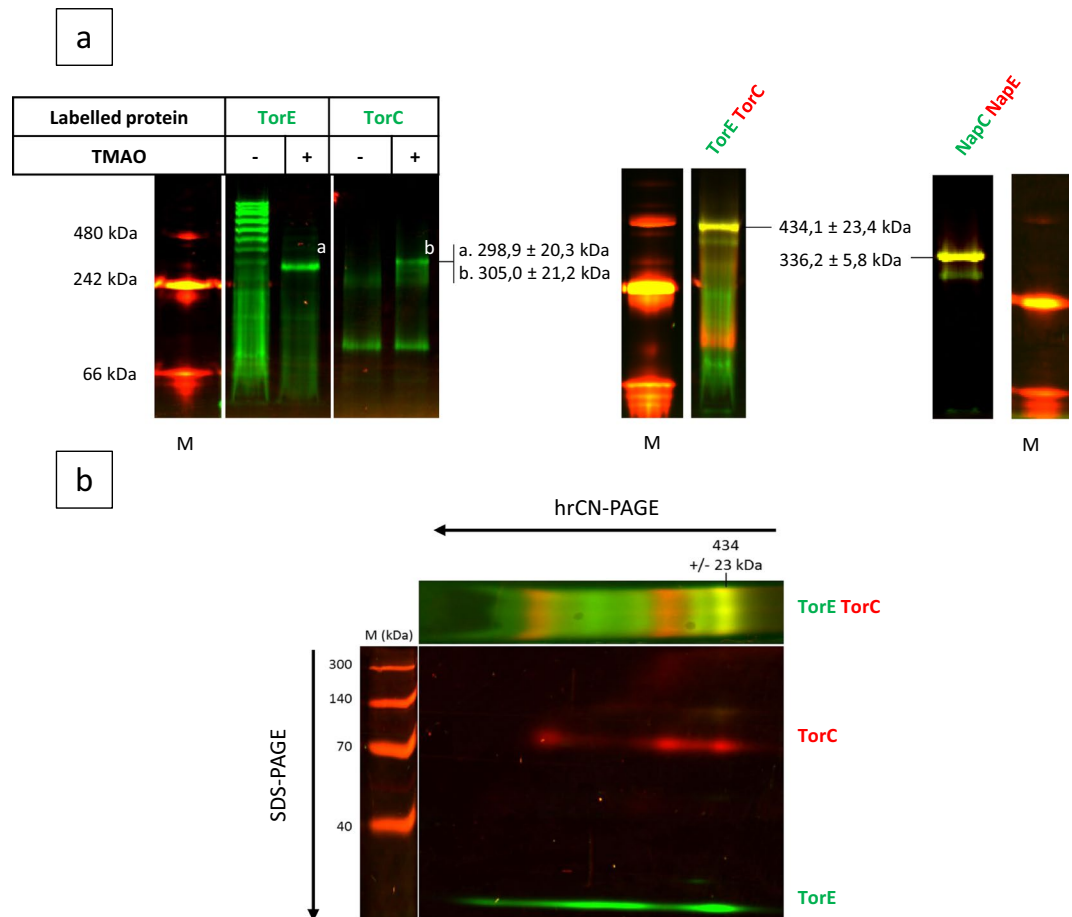 a
Labelled protein TorE TorC
TMAO - + - +
480 kDa
242 kDa
66 kDa
a
b
a. 298,9 ± 20,3 kDa
b. 305,0 ± 21,2 kDa
M
TorE TorC
434,1 ± 23,4 kDa
336,2 ± 5,8 kDa
M
NapC NapE
M
b
hrCN-PAGE
434
+/- 23 kDa
TorE TorC
M (kDa)
300
140
70
40
SDS-PAGE
TorC
TorE